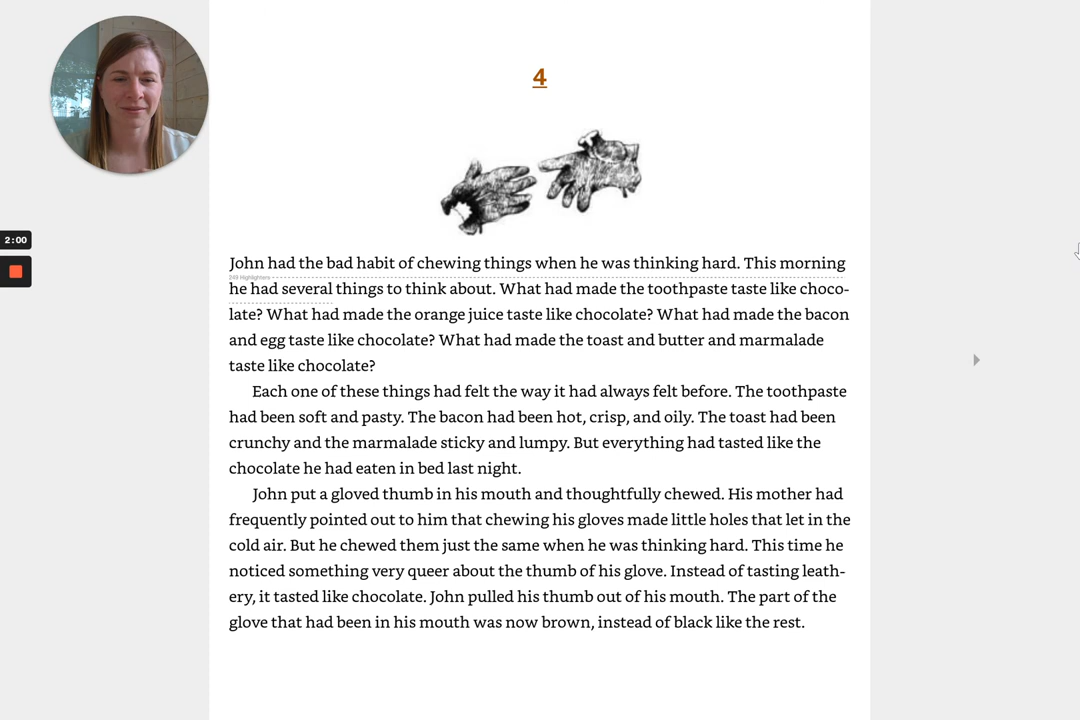 4
2:00
John had the bad habit of chewing things when he was thinking hard. This morning
249 Highlighters
he had several things to think about. What had made the toothpaste taste like choco-
late? What had made the orange juice taste like chocolate? What had made the bacon
and egg taste like chocolate? What had made the toast and butter and marmalade
taste like chocolate?
Each one of these things had felt the way it had always felt before. The toothpaste
had been soft and pasty. The bacon had been hot, crisp, and oily. The toast had been
crunchy and the marmalade sticky and lumpy. But everything had tasted like the
chocolate he had eaten in bed last night.
John put a gloved thumb in his mouth and thoughtfully chewed. His mother had
frequently pointed out to him that chewing his gloves made little holes that let in the
cold air. But he chewed them just the same when he was thinking hard. This time he
noticed something very queer about the thumb of his glove. Instead of tasting leath-
ery, it tasted like chocolate. John pulled his thumb out of his mouth. The part of the
glove that had been in his mouth was now brown, instead of black like the rest.